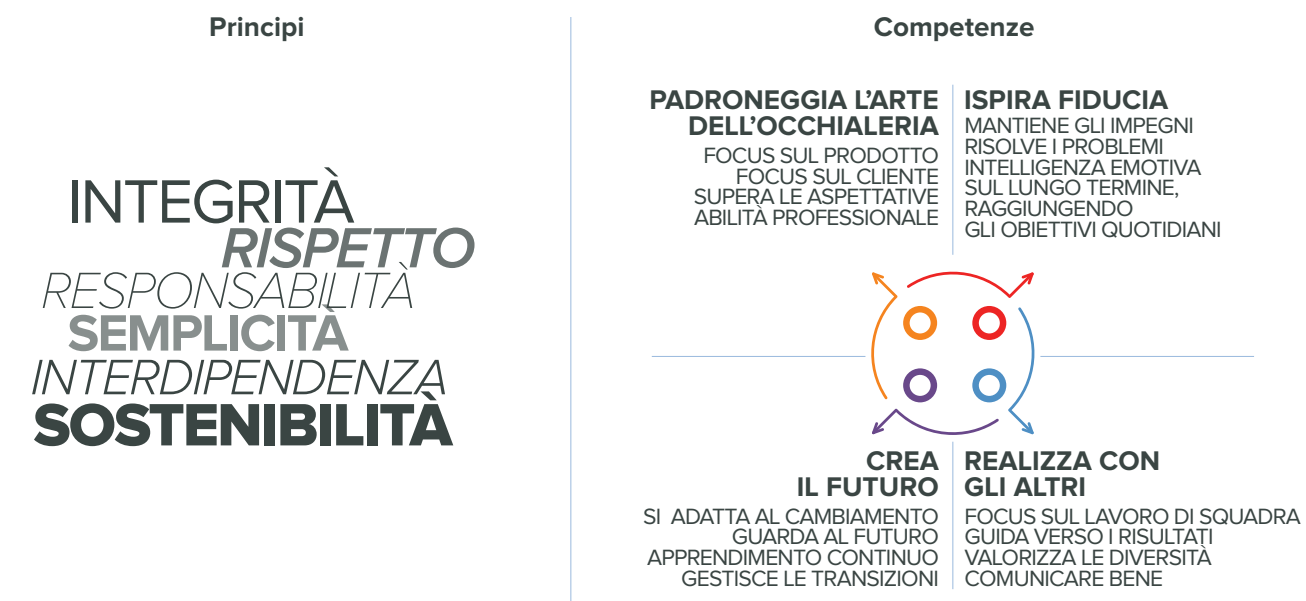 Principi
INTEGRITÀ
RISPETTO
RESPONSABILITÀ
SEMPLICITÀ
INTERDIPENDENZA
SOSTENIBILITÀ
Competenze
PADRONEGGIA L’ARTE
DELL’OCCHIALERIA
FOCUS SUL PRODOTTO
FOCUS SUL CLIENTE
SUPERA LE ASPETTATIVE
ABILITÀ PROFESSIONALE
ISPIRA FIDUCIA
MANTIENE GLI IMPEGNI
RISOLVE I PROBLEMI
INTELLIGENZA EMOTIVA
SUL LUNGO TERMINE,
RAGGIUNGENDO
GLI OBIETTIVI QUOTIDIANI
CREA
IL FUTURO
SI ADATTA AL CAMBIAMENTO
GUARDA AL FUTURO
APPRENDIMENTO CONTINUO
GESTISCE LE TRANSIZIONI
REALIZZA CON
GLI ALTRI
FOCUS SUL LAVORO DI SQUADRA
GUIDA VERSO I RISULTATI
VALORIZZA LE DIVERSITÀ
COMUNICARE BENE